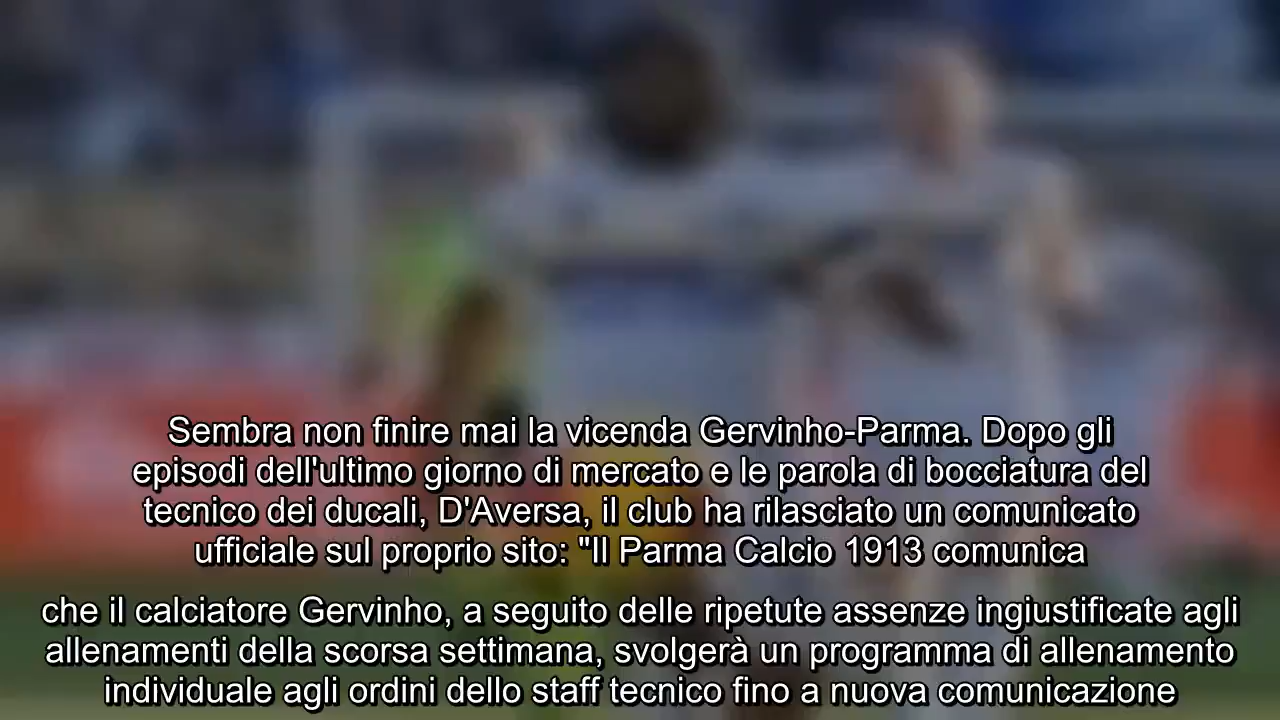 Sembra non finire mai la vicenda Gervinho-Parma. Dopo gli
episodi dell'ultimo giorno di mercato e le parola di bocciatura del
tecnico dei ducali, D'Aversa, il club ha rilasciato un comunicato
ufficiale sul proprio sito: "Il Parma Calcio 1913 comunica
che il calciatore Gervinho, a seguito delle ripetute assenze ingiustificate agli
allenamenti della scorsa settimana, svolgerà un programma di allenamento
individuale agli ordini dello staff tecnico fino a nuova comunicazione